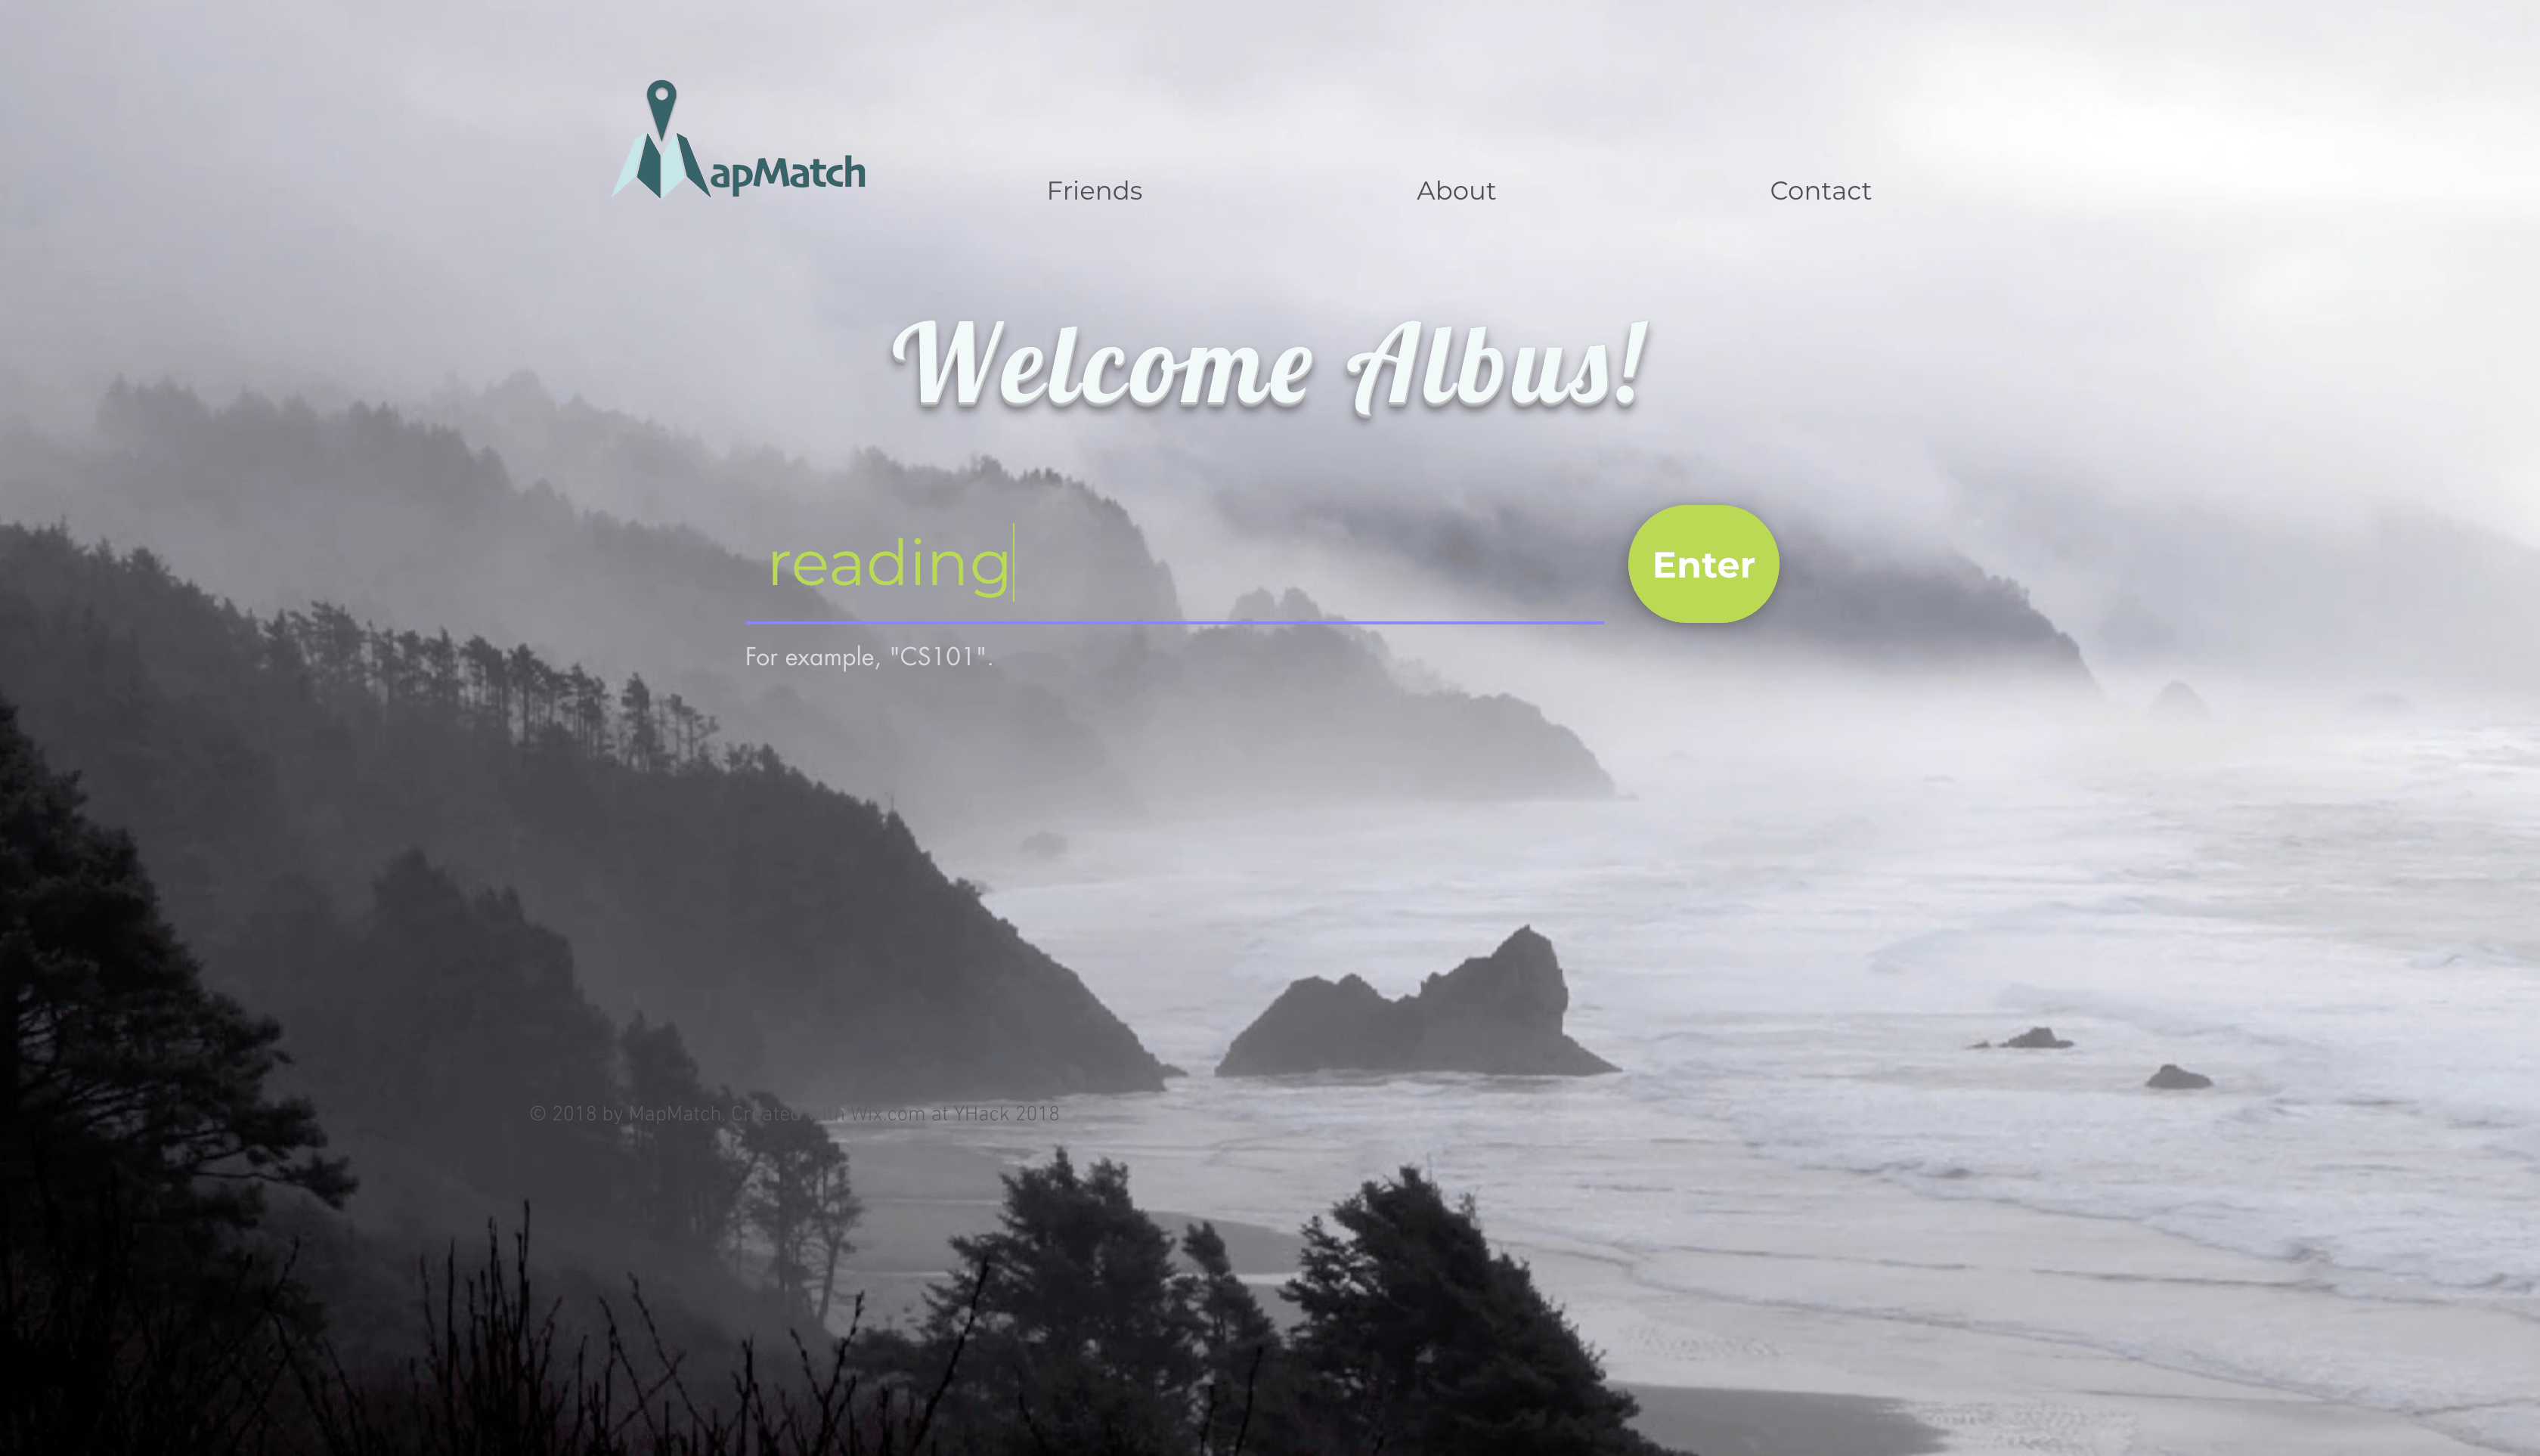 MapMatch
Friends
About
Contact
Welcome Albus!
reading
Enter
For example, "CS101".
© 2018 by MapMatch. Created with Wix.com at YHack 2018